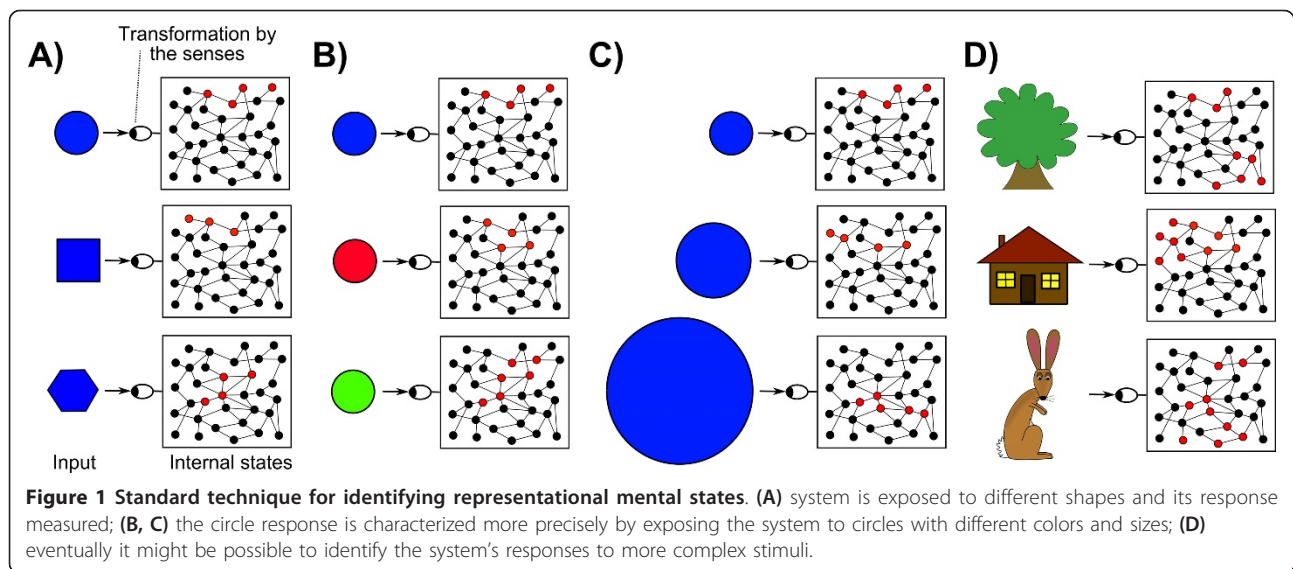 Transformation by
the senses
A)
B)
C)
D)
Input
Internal states
Figure 1 Standard technique for identifying representational mental states. (A) system is exposed to different shapes and its response
measured; (B, C) the circle response is characterized more precisely by exposing the system to circles with different colors and sizes; (D)
eventually it might be possible to identify the system's responses to more complex stimuli.